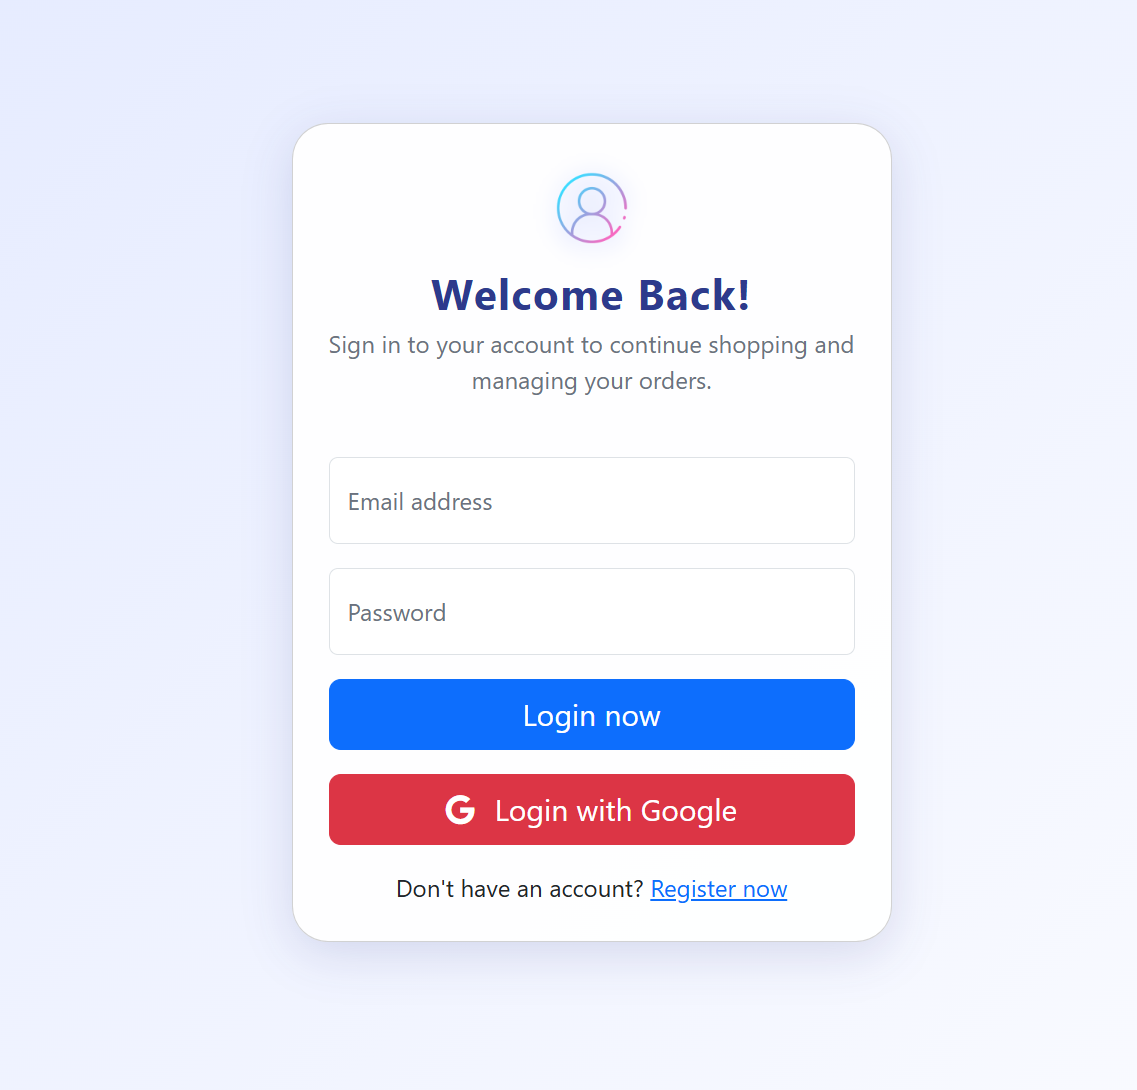 Welcome Back!
Sign in to your account to continue shopping and
managing your orders.
Email address
Password
Login now
Login with Google
Don't have an account? Register now